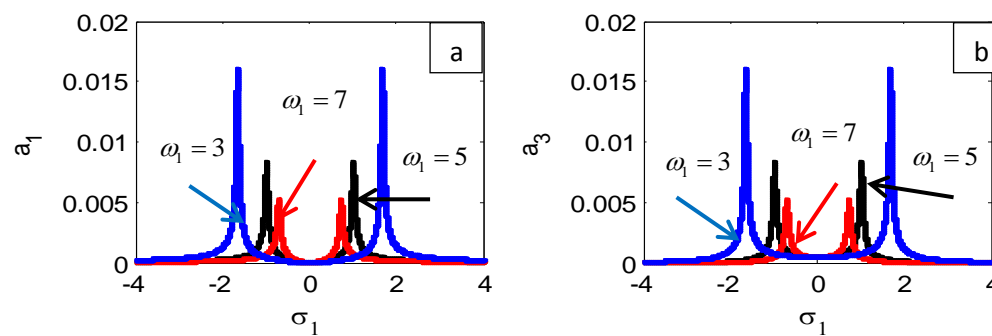 a
0.02
0.015
0.01
0.005
0
a₁
ω₁ = 3
ω₁ = 7
ω₁ = 5
-4 -2 0 2 4
σ₁
b
0.02
0.015
0.01
0.005
0
a₃
ω₁ = 3
ω₁ = 7
ω₁ = 5
-4 -2 0 2 4
σ₁